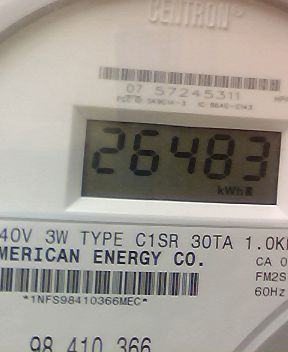 CENTRON
07 57245311
26483
kWh
40V 3W TYPE C1SR 30TA 1.0K
MERICAN ENERGY CO.
CA 0
FM2S
*1NFS98410366MEC*
60Hz
98 410 366